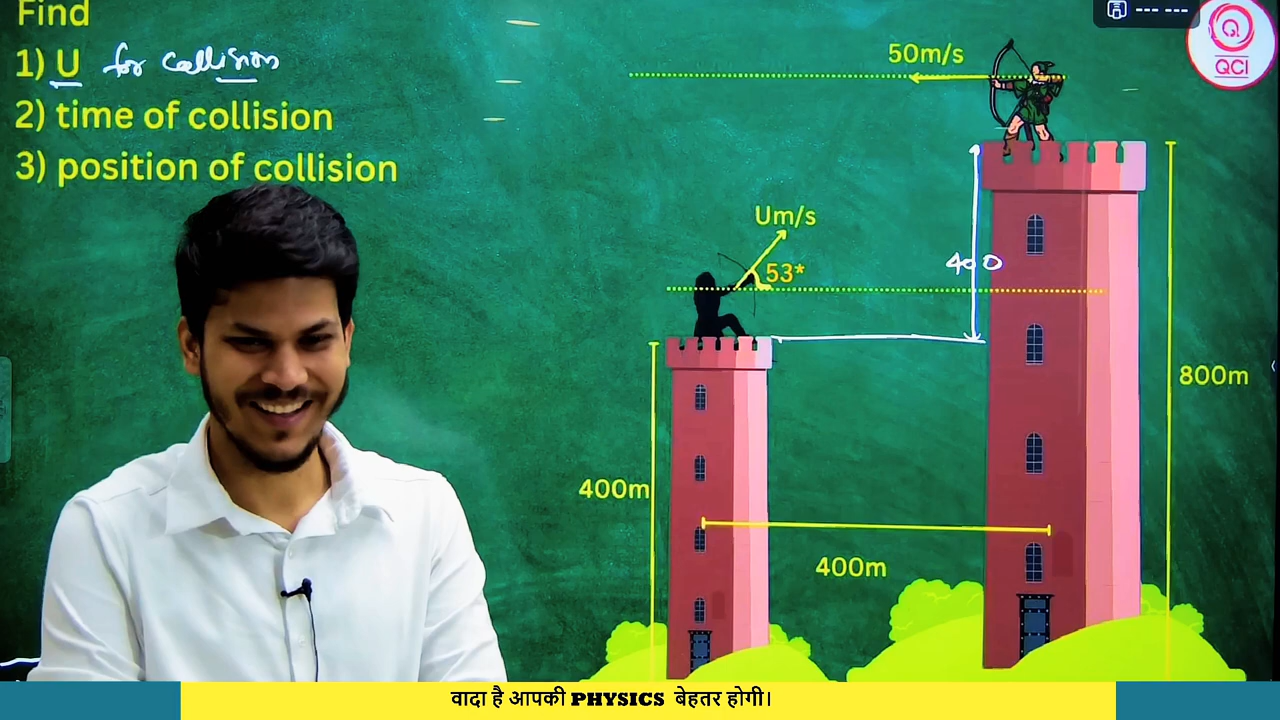 Find
1) U for collision
2) time of collision
3) position of collision
50m/s
QCI
Um/s
53*
400
800m
400m
400m
वादा है आपकी PHYSICS बेहतर होगी।